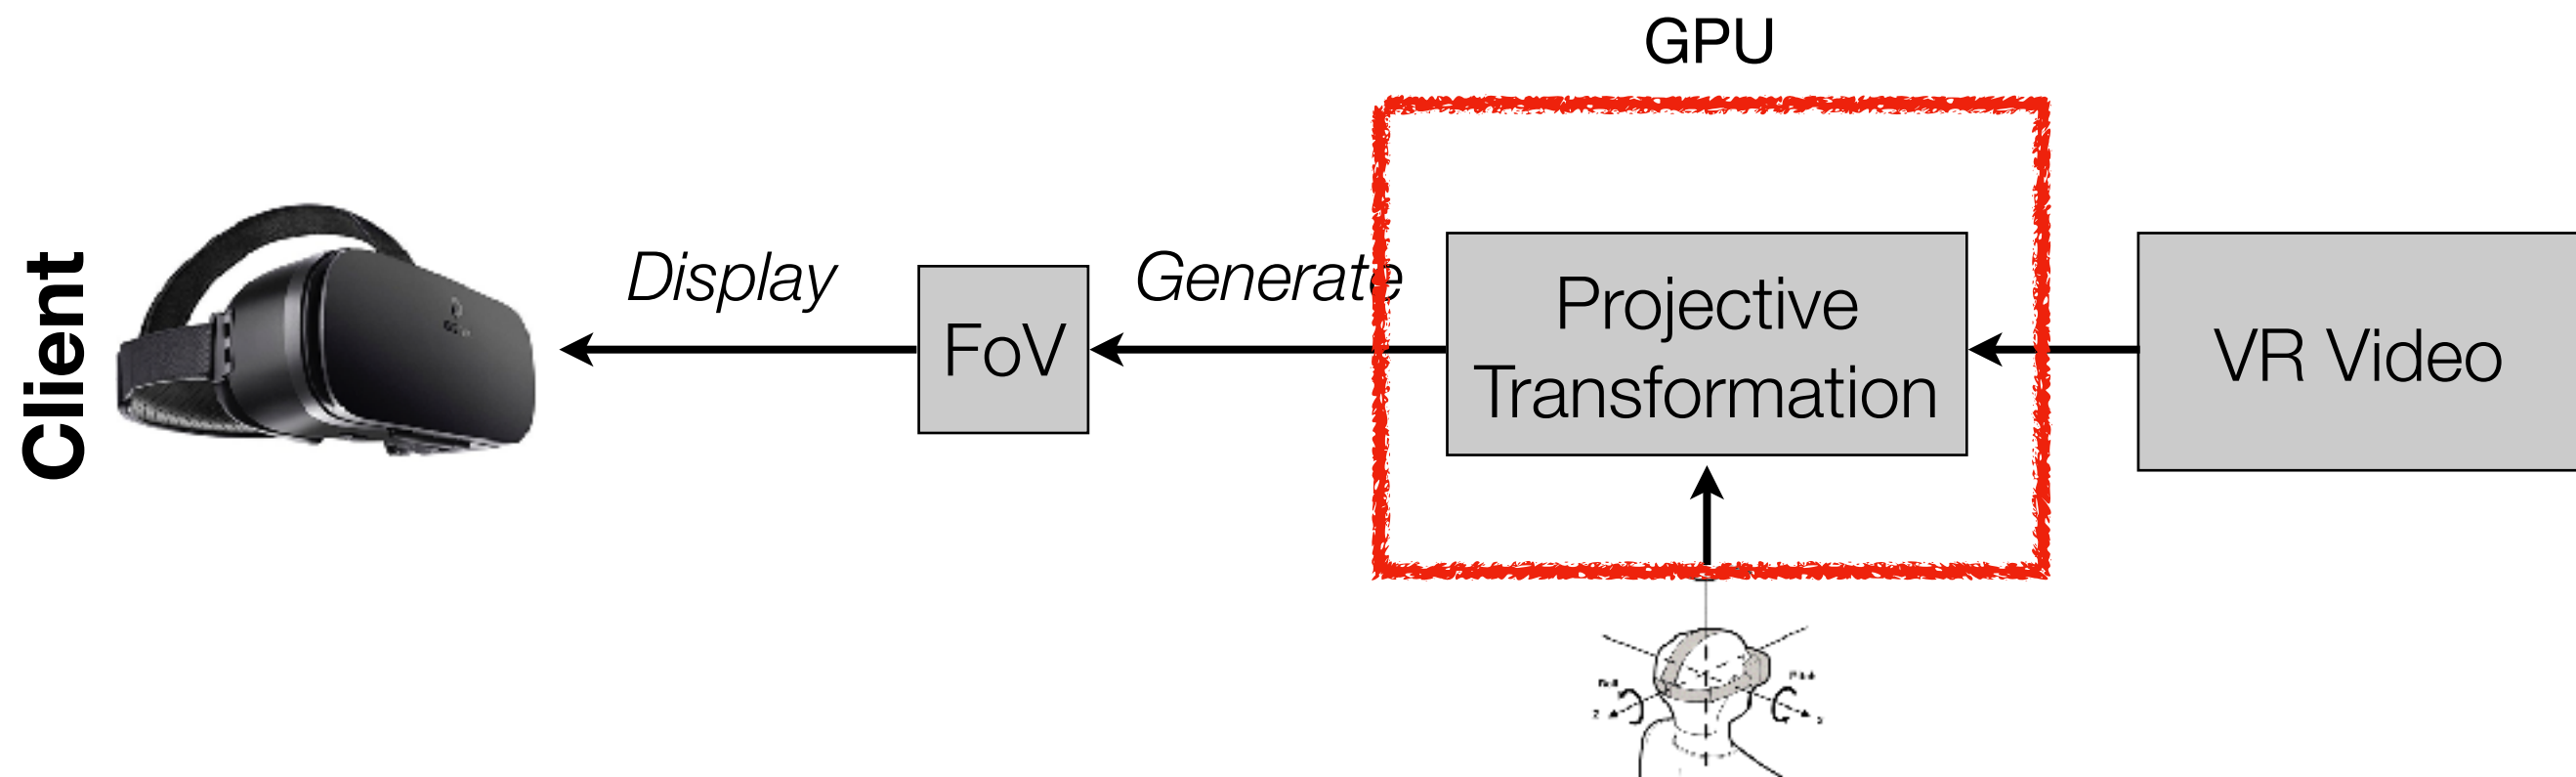 GPU
Client
Display
FoV
Generate
Projective
Transformation
VR Video